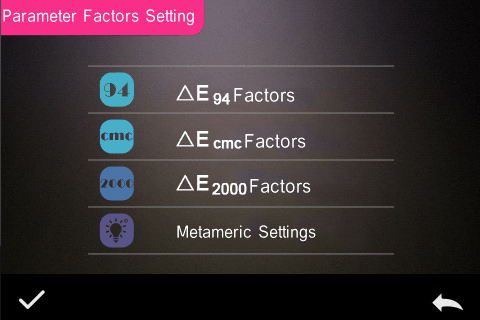 Parameter Factors Setting
94
△E 94 Factors
cmc
△E cmc Factors
2000
△E 2000 Factors
Metameric Settings